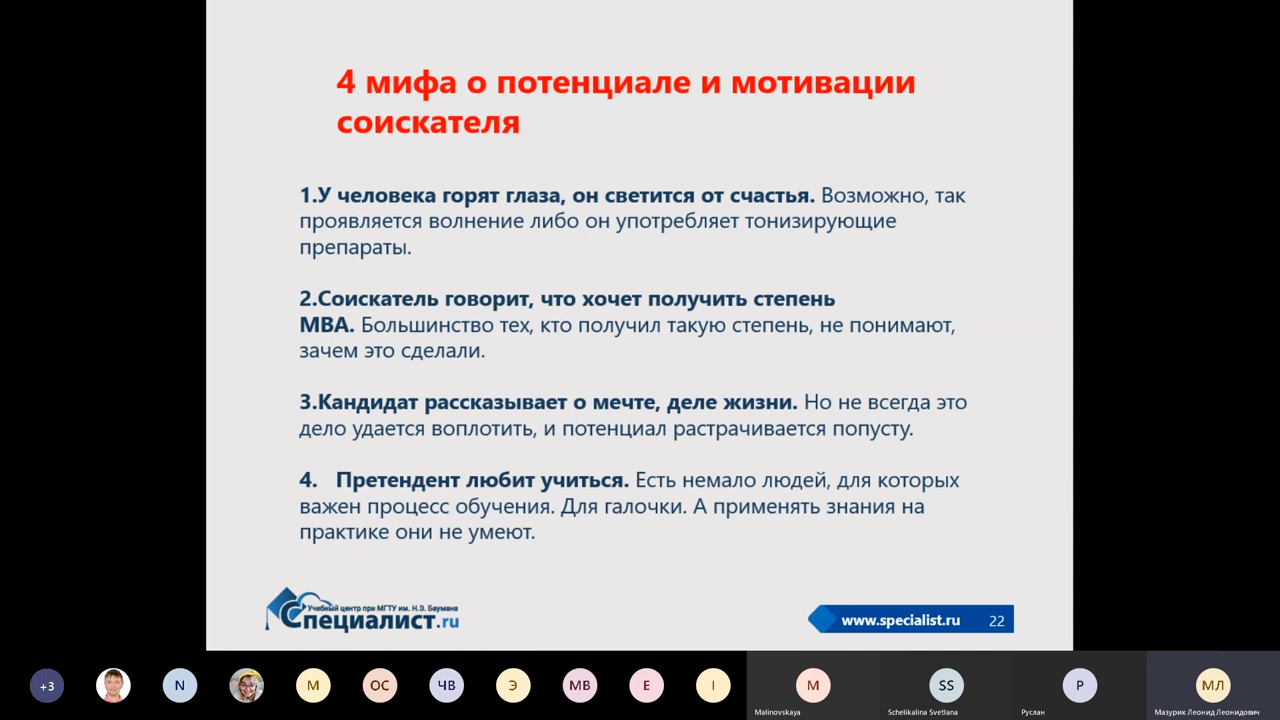 4 мифа о потенциале и мотивации
соискателя
1.У человека горят глаза, он светится от счастья. Возможно, так
проявляется волнение либо он употребляет тонизирующие
препараты.
2.Соискатель говорит, что хочет получить степень
МВА. Большинство тех, кто получил такую степень, не понимают,
зачем это сделали.
3.Кандидат рассказывает о мечте, деле жизни. Но не всегда это
дело удается воплотить, и потенциал растрачивается попусту.
4. Претендент любит учиться. Есть немало людей, для которых
важен процесс обучения. Для галочки. А применять знания на
практике они не умеют.
Учебный центр при МГТУ им. Н.Э. Баумана
Специалист.ru
www.specialist.ru 22
+3 N М ОС ЧВ Э МВ Е I М SS Р МЛ
Malinovskaya Schelikalina Svetlana Руслан Мазурик Леонид Леонидович